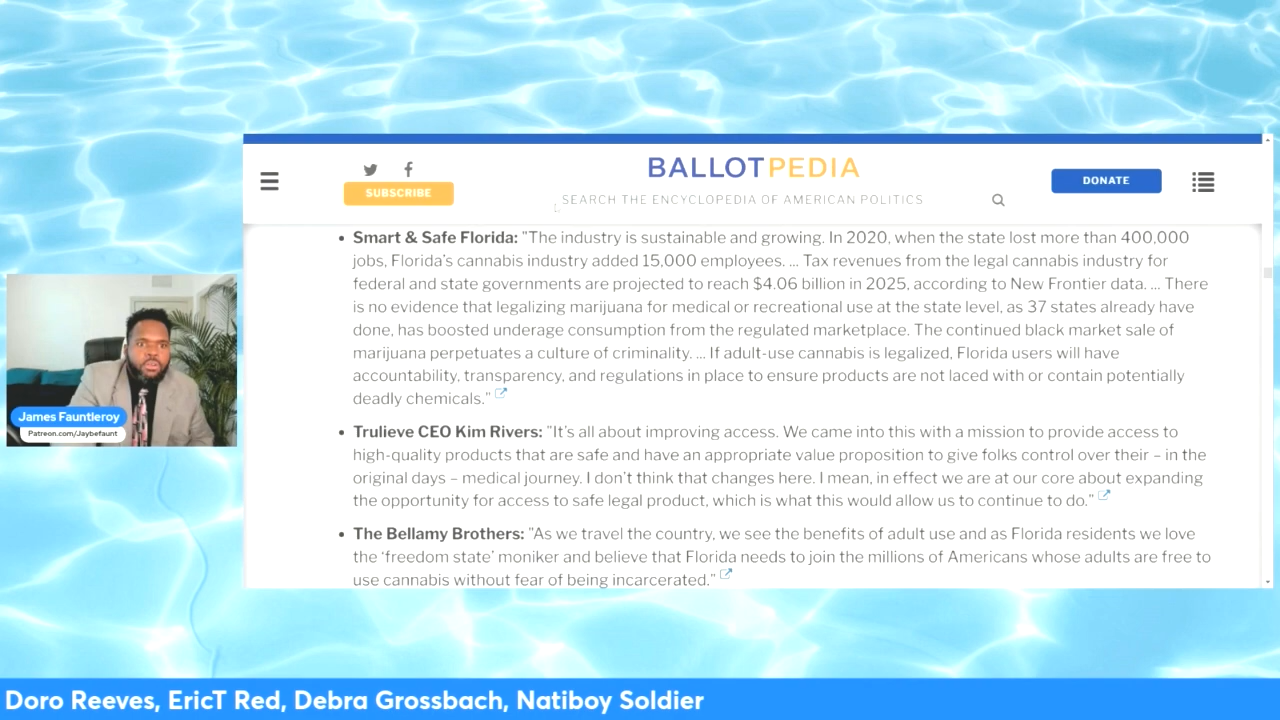 BALLOTPEDIA
SUBSCRIBE
DONATE
SEARCH THE ENCYCLOPEDIA OF AMERICAN POLITICS
• Smart & Safe Florida: "The industry is sustainable and growing. In 2020, when the state lost more than 400,000
jobs, Florida’s cannabis industry added 15,000 employees. ... Tax revenues from the legal cannabis industry for
federal and state governments are projected to reach $4.06 billion in 2025, according to New Frontier data. ... There
is no evidence that legalizing marijuana for medical or recreational use at the state level, as 37 states already have
done, has boosted underage consumption from the regulated marketplace. The continued black market sale of
marijuana perpetuates a culture of criminality. ... If adult-use cannabis is legalized, Florida users will have
accountability, transparency, and regulations in place to ensure products are not laced with or contain potentially
deadly chemicals."
• Trulieve CEO Kim Rivers: "It’s all about improving access. We came into this with a mission to provide access to
high-quality products that are safe and have an appropriate value proposition to give folks control over their – in the
original days – medical journey. I don’t think that changes here. I mean, in effect we are at our core about expanding
the opportunity for access to safe legal product, which is what this would allow us to continue to do."
• The Bellamy Brothers: "As we travel the country, we see the benefits of adult use and as Florida residents we love
the ‘freedom state’ moniker and believe that Florida needs to join the millions of Americans whose adults are free to
use cannabis without fear of being incarcerated."
James Fauntleroy
Patreon.com/Jaybefaunt
Doro Reeves, EricT Red, Debra Grossbach, Natiboy Soldier